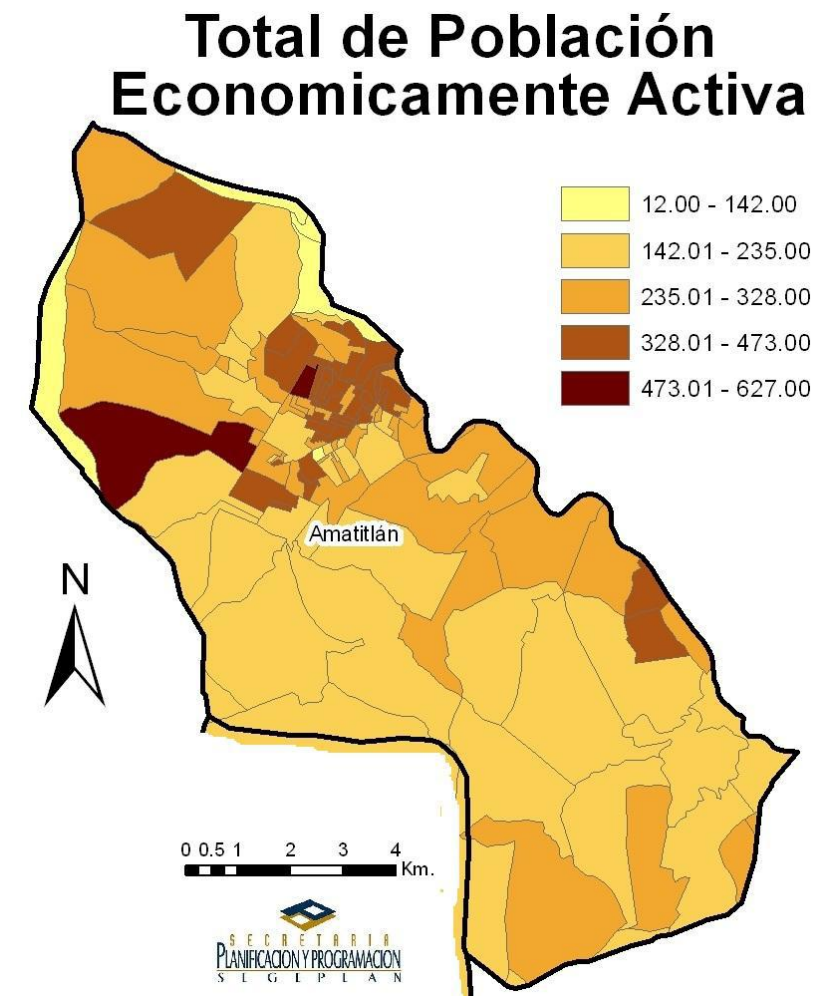 Total de Población
Economicamente Activa
12.00 - 142.00
142.01 - 235.00
235.01 - 328.00
328.01 - 473.00
473.01 - 627.00
Amatitlán
N
0 0.5 1 2 3 4
Km.
SECRETARIA
PLANIFICACION Y PROGRAMACION
SEGEPLAN